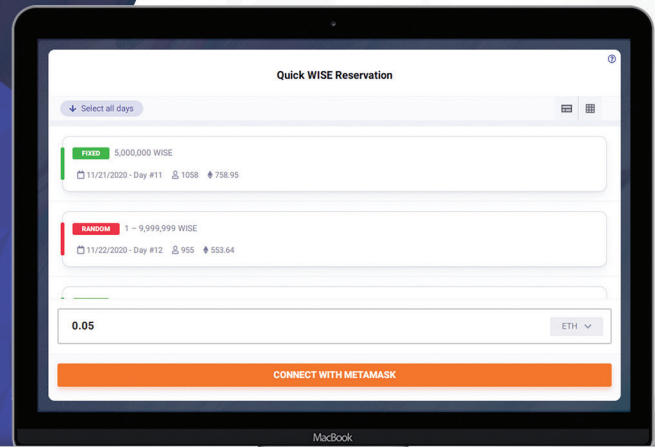 Quick WISE Reservation
Select all days
FIXED 5,000,000 WISE
11/21/2020 - Day #11 1058 758.95
RANDOM 1 – 9,999,999 WISE
11/22/2020 - Day #12 955 553.64
0.05 ETH
CONNECT WITH METAMASK
MacBook